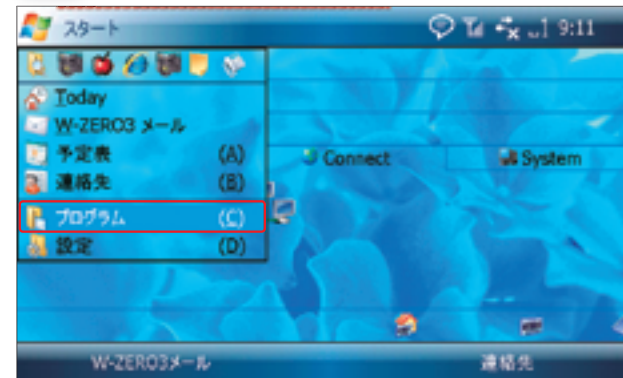 スタート 9:11
Today
W-ZERO3 メール
予定表 (A)
連絡先 (B)
プログラム (C)
設定 (D)
Connect System
W-ZERO3メール 連絡先